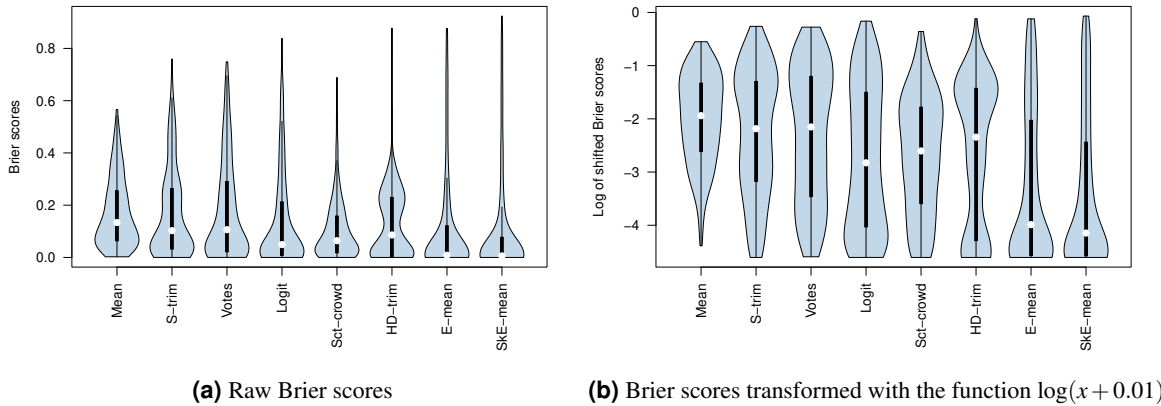 Brier scores
0.8
0.6
0.4
0.2
0.0
Mean
S−trim
Votes
Logit
Sct−crowd
HD−trim
E−mean
SkE−mean
(a) Raw Brier scores
Log of shifted Brier scores
0
−1
−2
−3
−4
Mean
S−trim
Votes
Logit
Sct−crowd
HD−trim
E−mean
SkE−mean
(b) Brier scores transformed with the function log(x + 0.01)